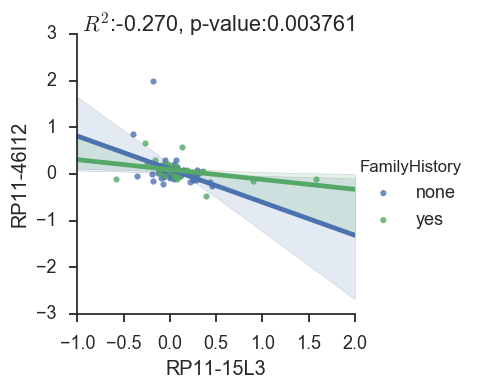 R²:-0.270, p-value:0.003761
3
2
1
0
−1
−2
−3
RP11-46I12
−1.0 −0.5 0.0 0.5 1.0 1.5 2.0
RP11-15L3
FamilyHistory
none
yes